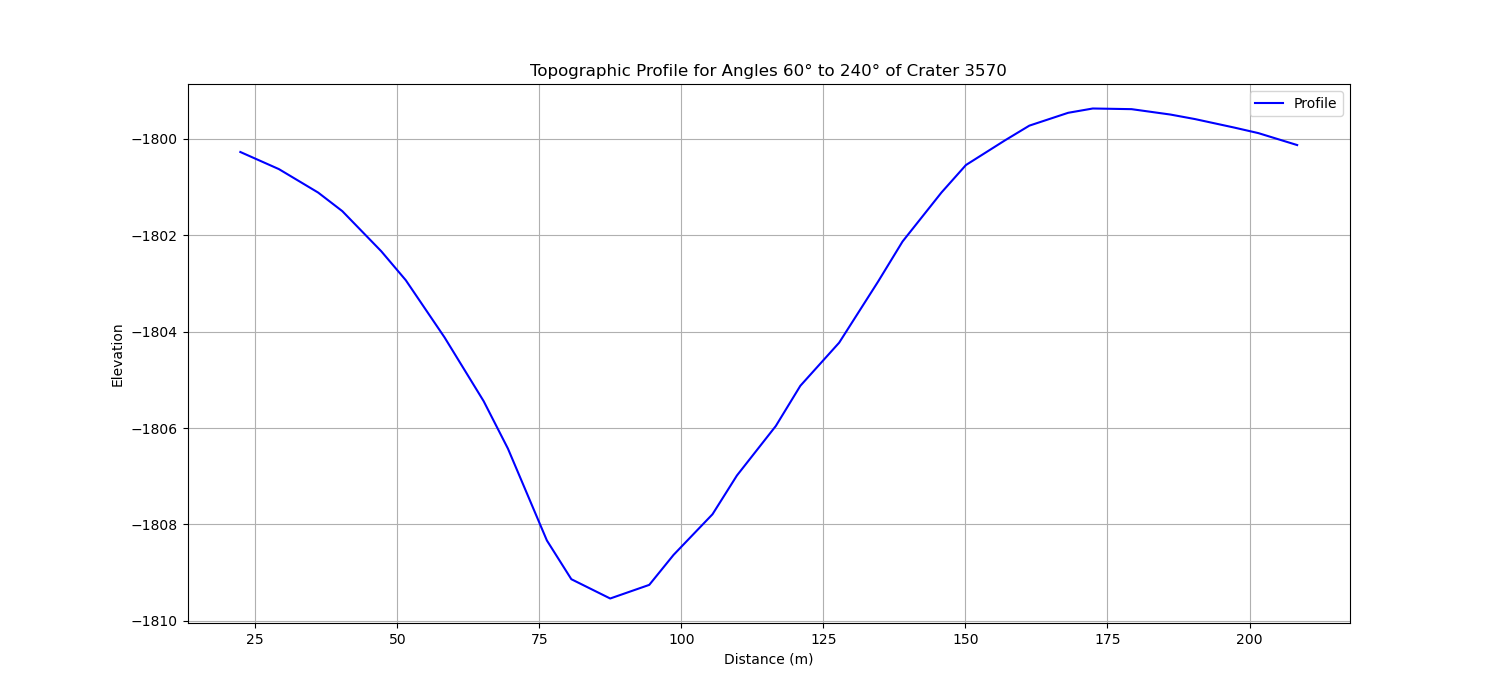 Topographic Profile for Angles 60° to 240° of Crater 3570
Profile
−1800
−1802
−1804
−1806
−1808
−1810
Elevation
25 50 75 100 125 150 175 200
Distance (m)